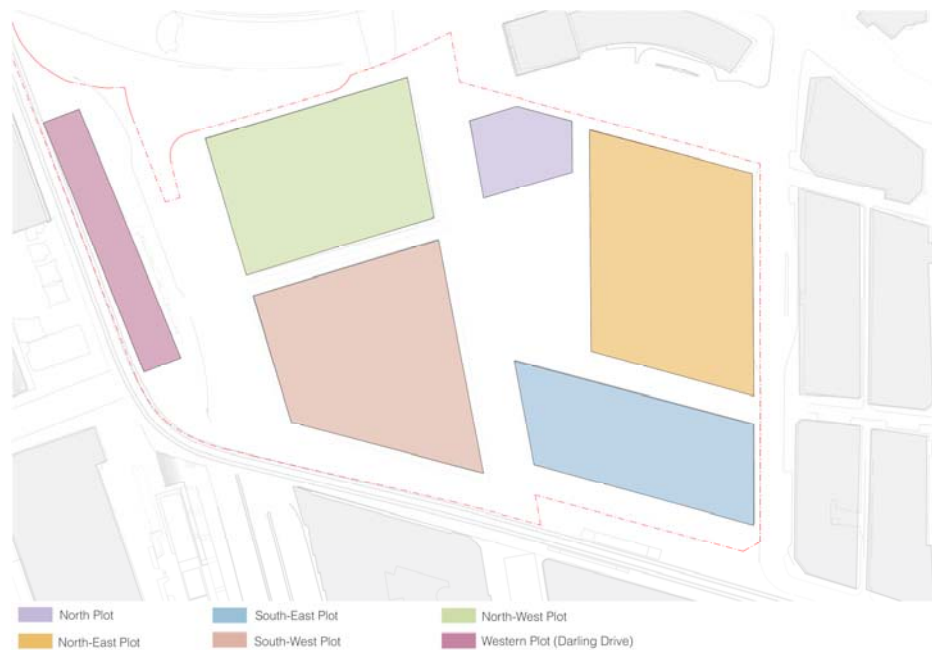 North Plot
South-East Plot
North-West Plot
North-East Plot
South-West Plot
Western Plot (Darling Drive)